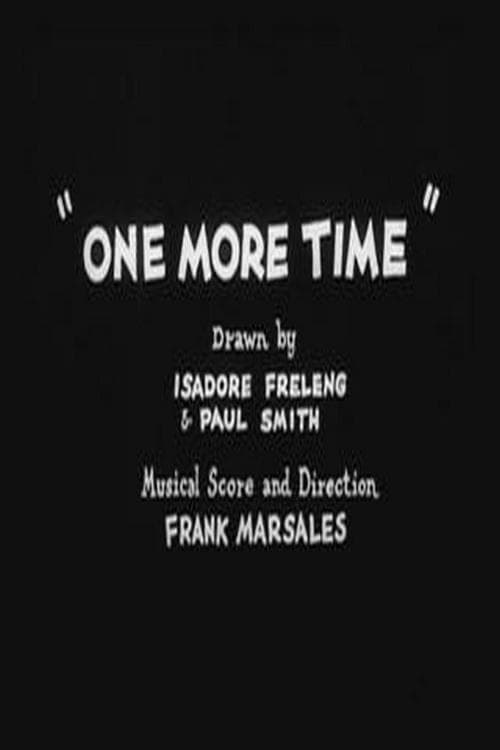 "ONE MORE TIME"
Drawn by
ISADORE FRELENG
& PAUL SMITH
Musical Score and Direction
FRANK MARSALES